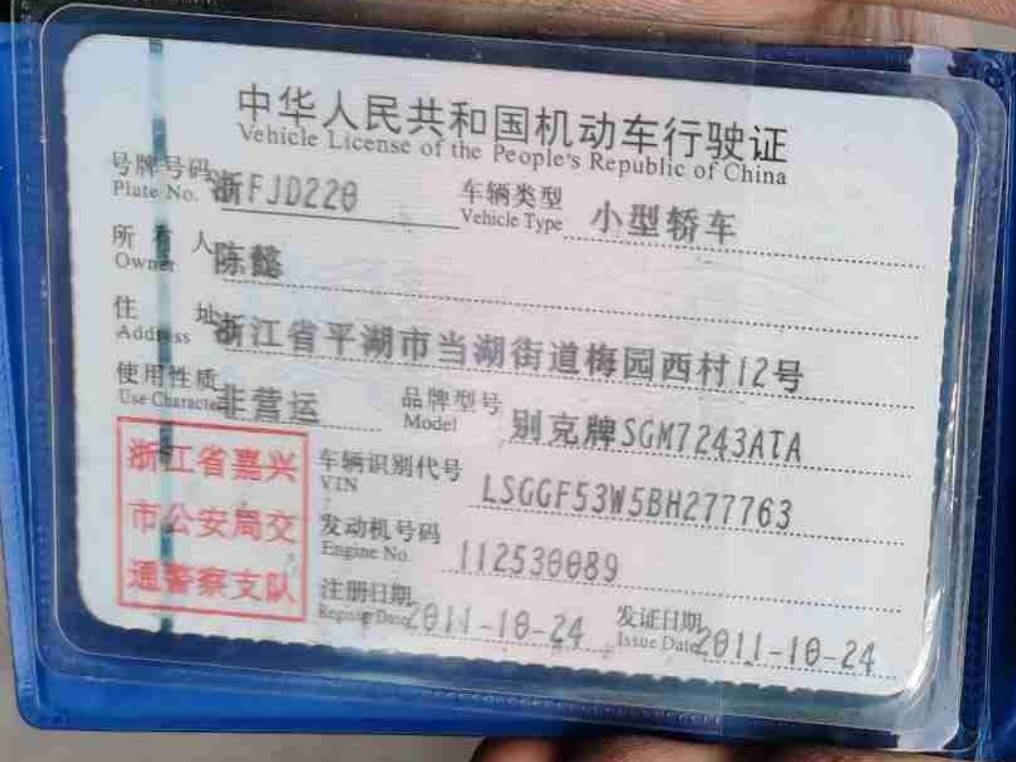 中华人民共和国机动车行驶证
Vehicle License of the People's Republic of China
号牌号码 浙FJD220 车辆类型 小型轿车
Plate No. Vehicle Type
所有人 陈懿
Owner
住址 浙江省平湖市当湖街道梅园西村12号
Address
使用性质 非营运 品牌型号 别克牌SGM7243ATA
Use Character Model
浙江省嘉兴
市公安局交
通警察支队
车辆识别代号 LSGGF53W5BH277763
VIN
发动机号码 112530089
Engine No.
注册日期 2011-10-24 发证日期 2011-10-24
Register Date Issue Date